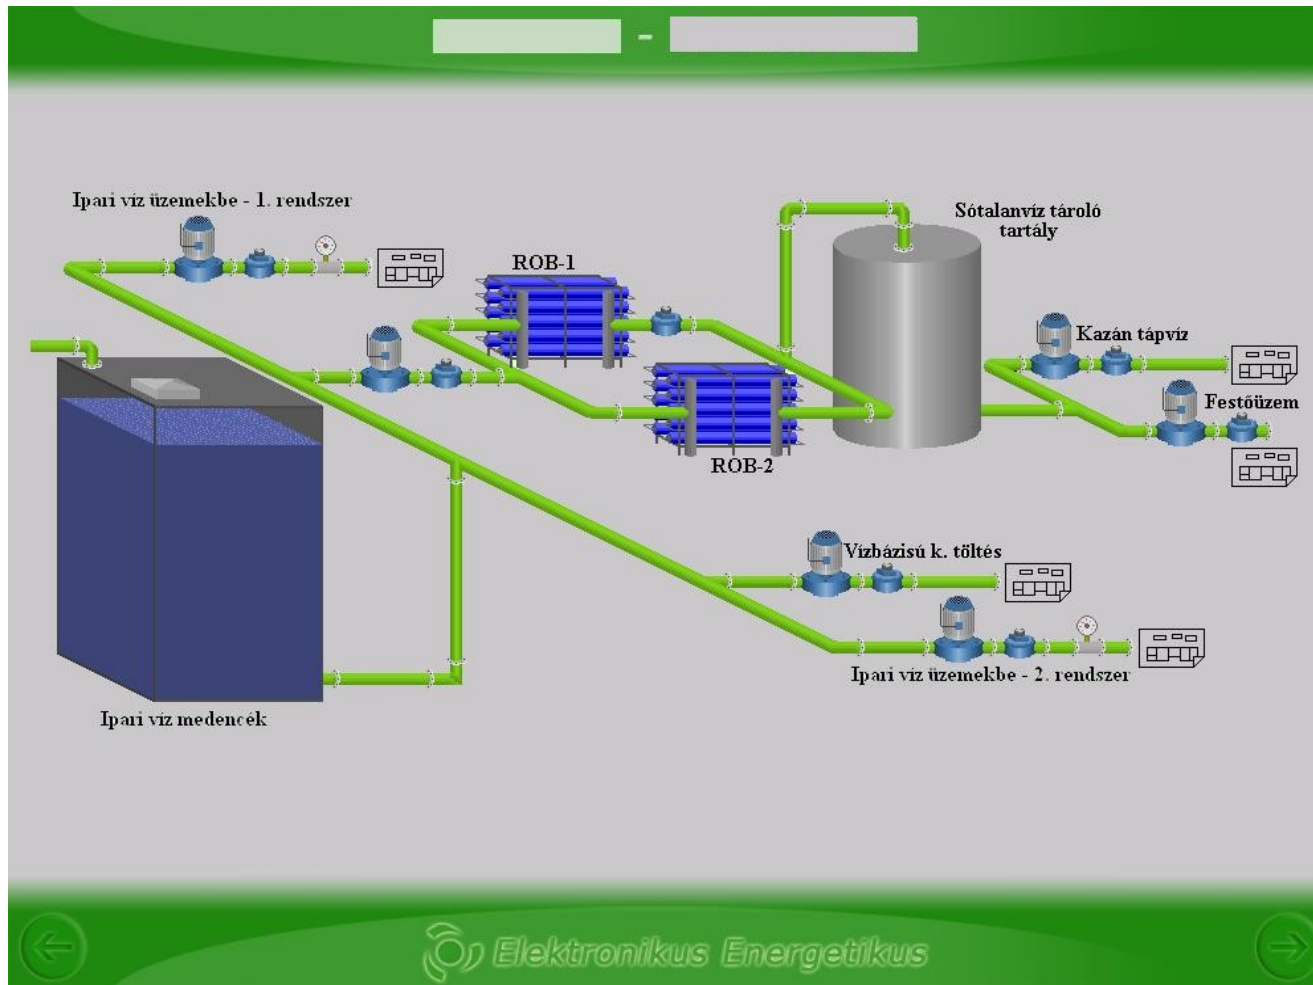 -
Ipari víz üzemekbe - 1. rendszer
Sótalanvíz tároló
tartály
ROB-1
Kazán tápvíz
Festőüzem
ROB-2
Vízbázisú k. töltés
Ipari víz üzemekbe - 2. rendszer
Ipari víz medencék
Elektronikus Energetikus